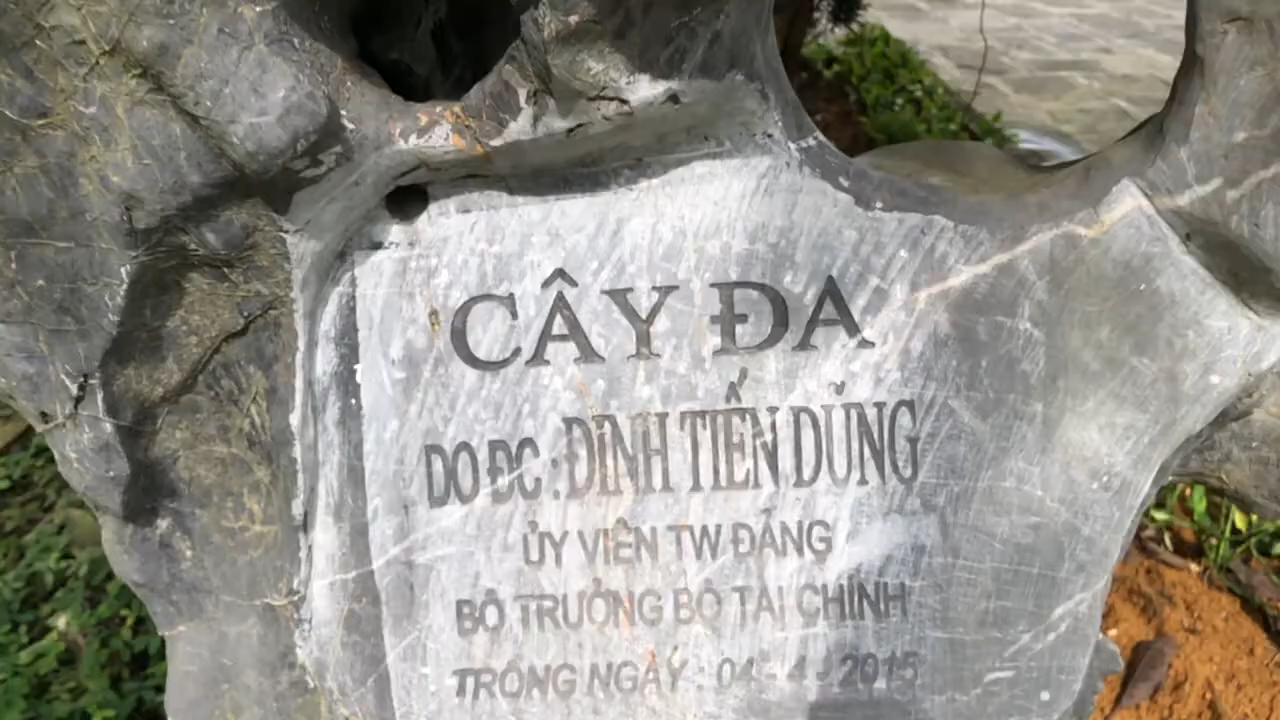 CÂY ĐA
DO ĐC : ĐINH TIẾN DŨNG
ỦY VIÊN TW ĐẢNG
BỘ TRƯỞNG BỘ TÀI CHÍNH
TRỒNG NGÀY : 04 - 4 - 2015